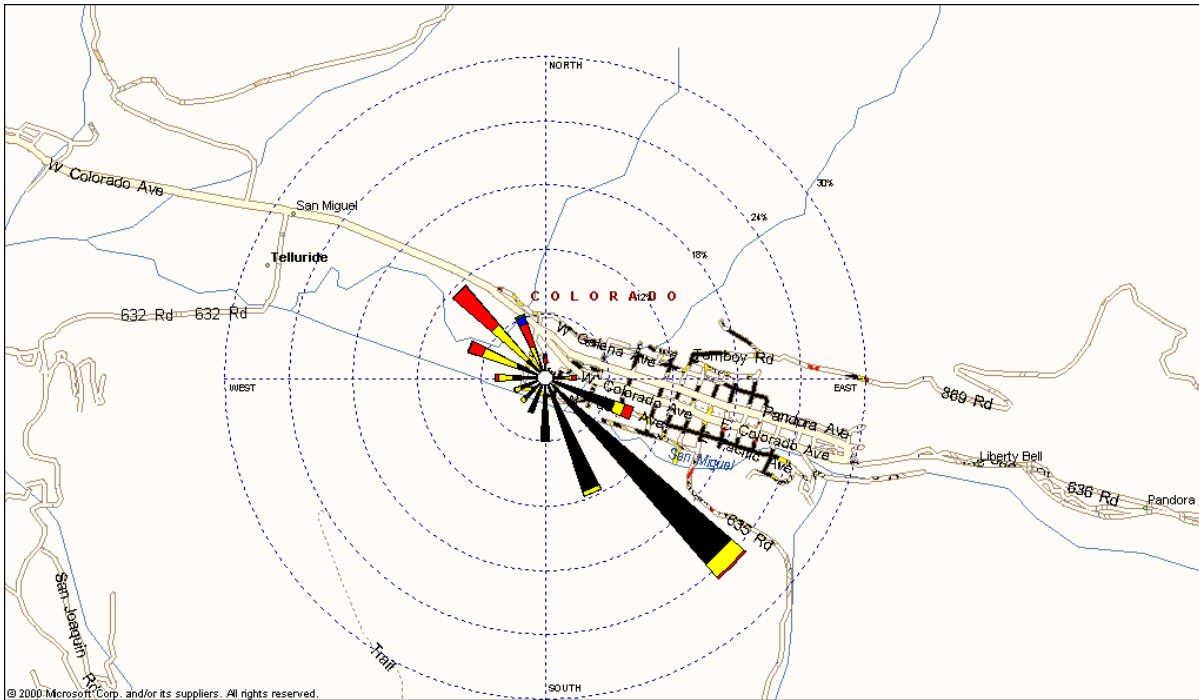 NORTH
W Colorado Ave
30%
San Miguel
24%
Telluride
18%
COLORADO
12%
632 Rd 632 Rd
W Galena Ave
Tomboy Rd
WEST
EAST
W Colorado Ave
869 Rd
Pandora Ave
E Colorado Ave
Pacific Ave
San Miguel
Liberty Bell
636 Rd
Pandora
635 Rd
San Joaquin Rd
Trail
SOUTH
© 2000 Microsoft Corp. and/or its suppliers. All rights reserved.